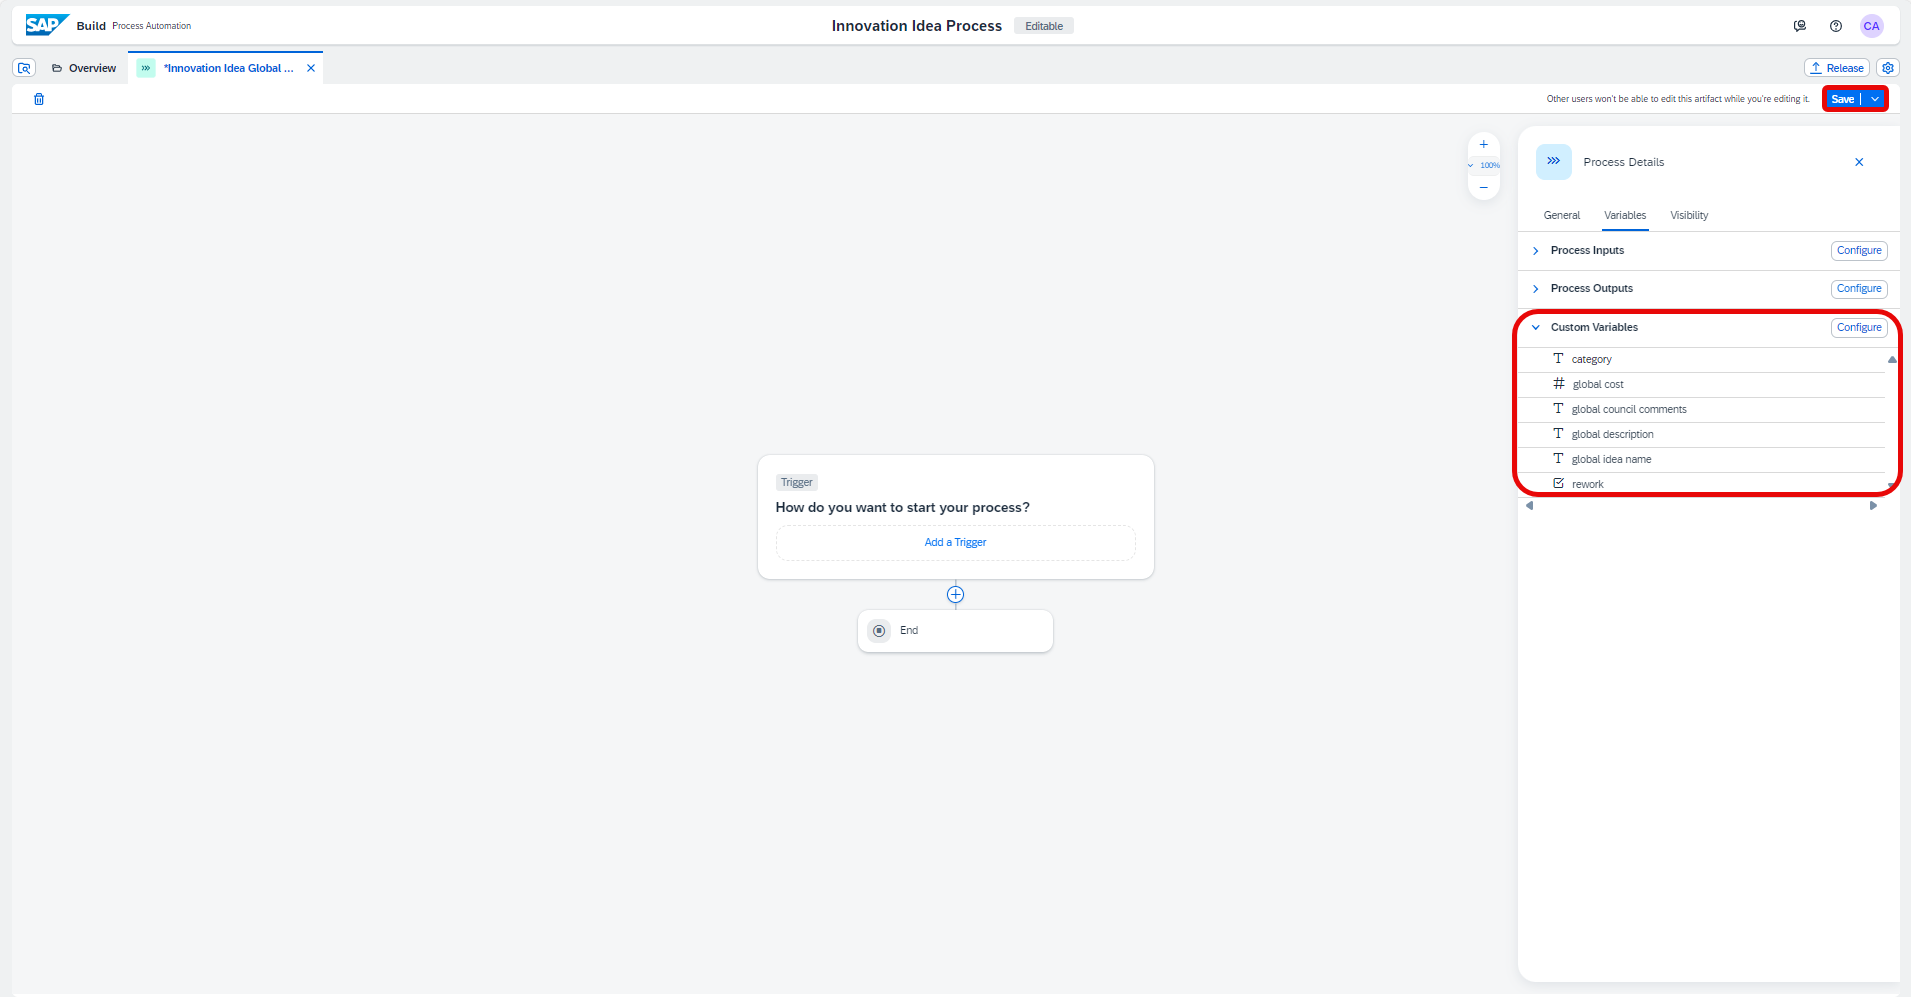 SAP Build Process Automation
Innovation Idea Process Editable
CA
Overview
*Innovation Idea Global ...
Release
Other users won't be able to edit this artifact while you're editing it.
Save
100%
Process Details
General Variables Visibility
Process Inputs Configure
Process Outputs Configure
Custom Variables Configure
category
global cost
global council comments
global description
global idea name
rework
Trigger
How do you want to start your process?
Add a Trigger
End